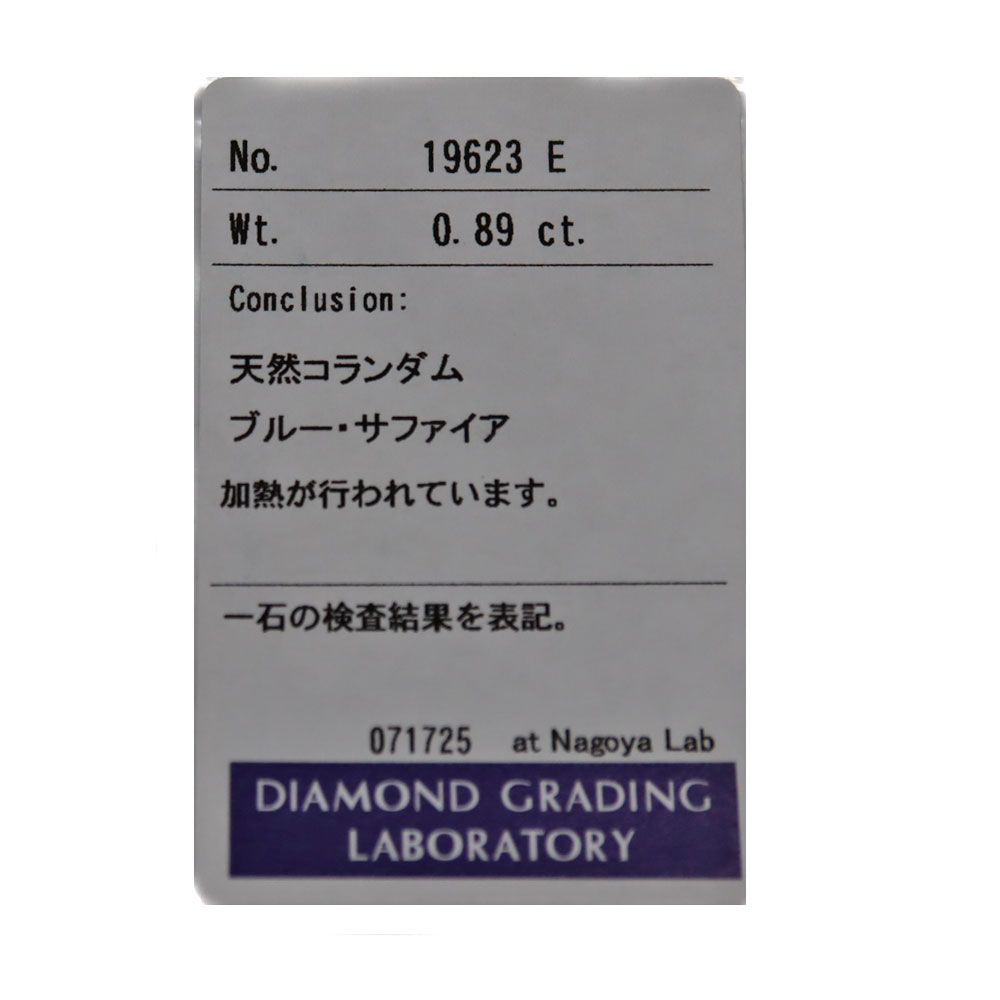 No. 19623 E
Wt. 0.89 ct.
Conclusion:
天然コランダム
ブルー・サファイア
加熱が行われています。
一石の検査結果を表記。
071725 at Nagoya Lab
DIAMOND GRADING
LABORATORY